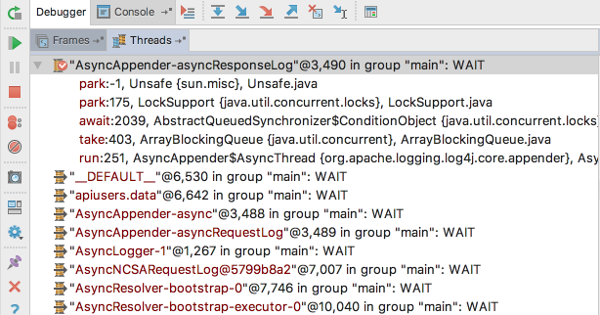 Debugger Console →*
Frames →* Threads →*
"AsyncAppender-asyncResponseLog"@3,490 in group "main": WAIT
park:-1, Unsafe {sun.misc}, Unsafe.java
park:175, LockSupport {java.util.concurrent.locks}, LockSupport.java
await:2039, AbstractQueuedSynchronizer$ConditionObject {java.util.concurrent.locks
take:403, ArrayBlockingQueue {java.util.concurrent}, ArrayBlockingQueue.java
run:251, AsyncAppender$AsyncThread {org.apache.logging.log4j.core.appender}, Asy
"__DEFAULT__"@6,530 in group "main": WAIT
"apiusers.data"@6,642 in group "main": WAIT
"AsyncAppender-async"@3,488 in group "main": WAIT
"AsyncAppender-asyncRequestLog"@3,489 in group "main": WAIT
"AsyncLogger-1"@1,267 in group "main": WAIT
"AsyncNCSARequestLog@5799b8a2"@7,007 in group "main": WAIT
"AsyncResolver-bootstrap-0"@7,746 in group "main": WAIT
"AsyncResolver-bootstrap-executor-0"@10,040 in group "main": WAIT